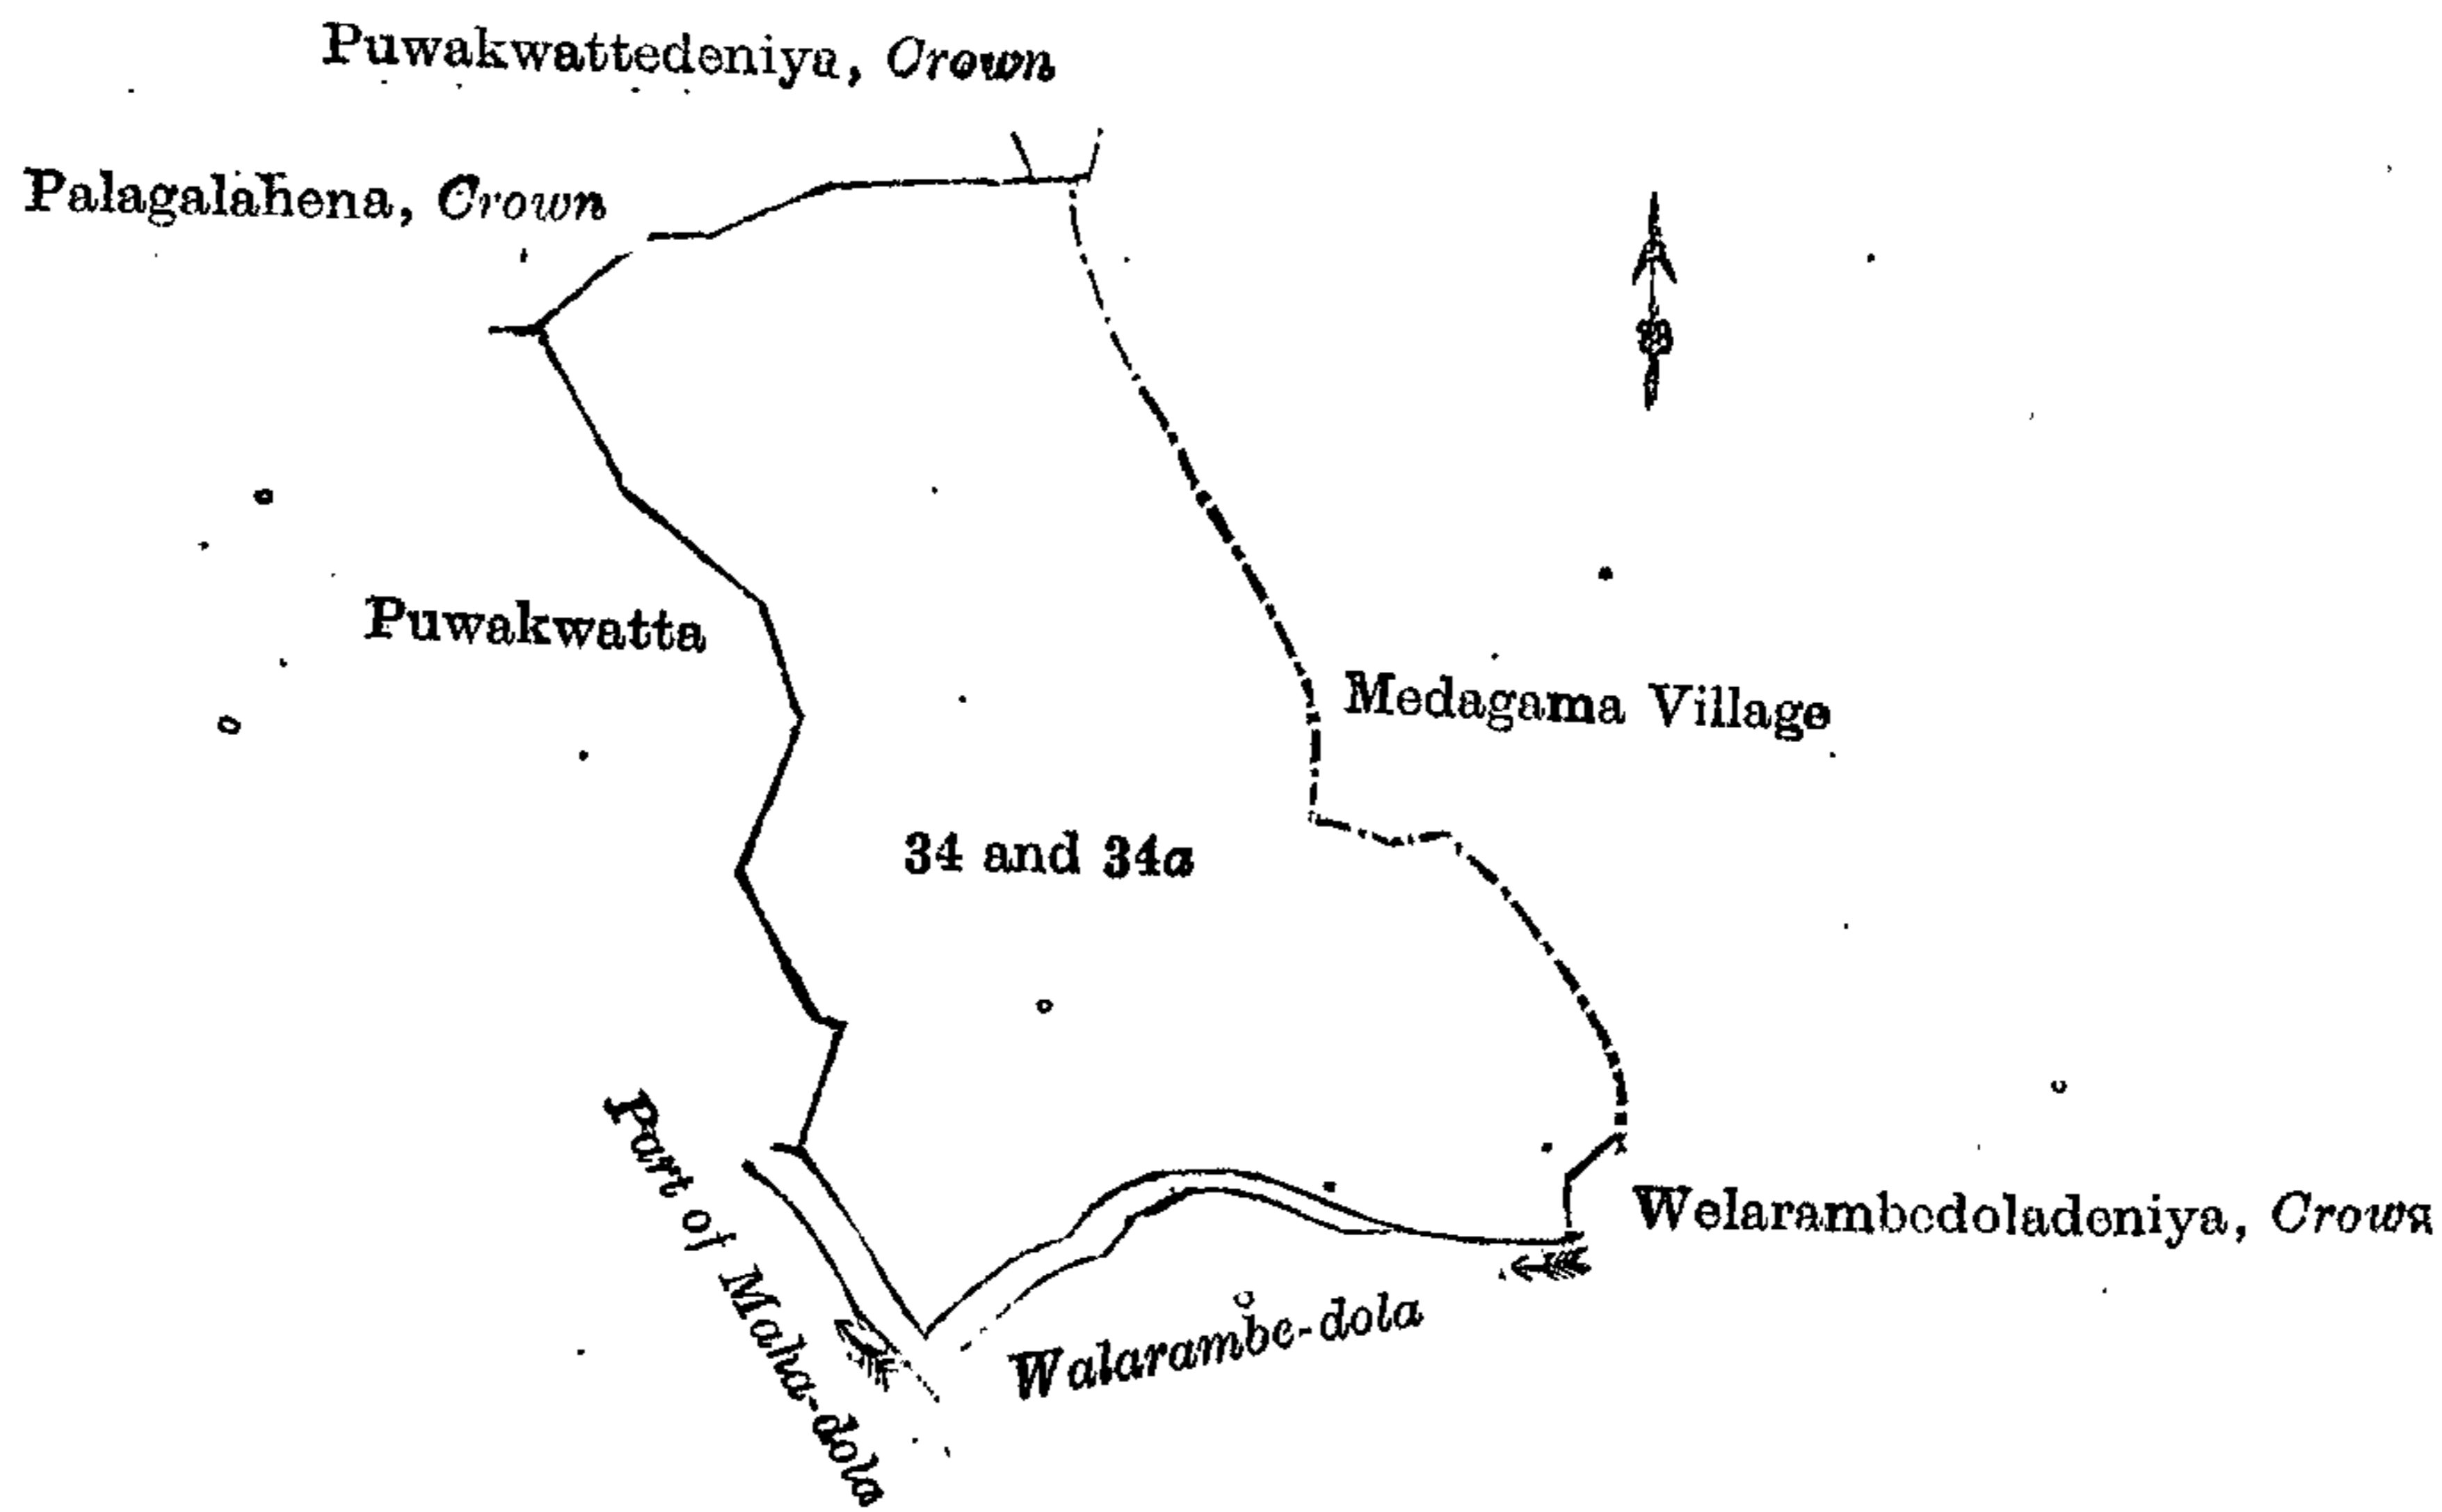 Puwakwattedeniya, Crown
Palagalahena, Crown
Puwakwatta
Medagama Village
34 and 34a
Part of Maha-dola
Welarambedoladeniya, Crown
Walarambe-dola